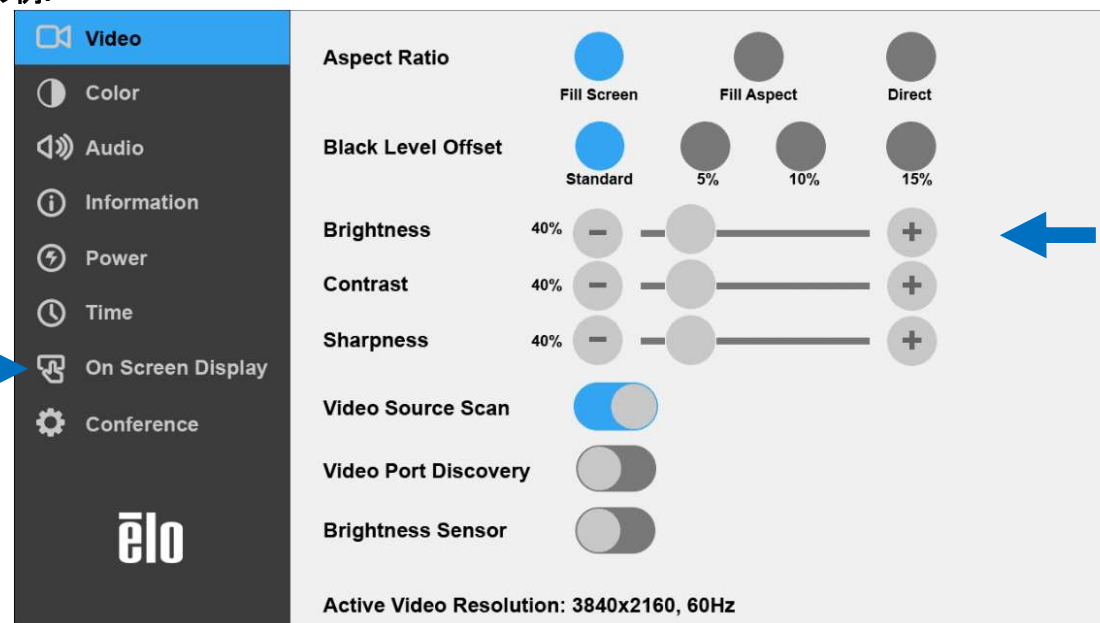 Video
Color
Audio
Information
Power
Time
On Screen Display
Conference
ēlo
Aspect Ratio
Fill Screen Fill Aspect Direct
Black Level Offset
Standard 5% 10% 15%
Brightness 40%
Contrast 40%
Sharpness 40%
Video Source Scan
Video Port Discovery
Brightness Sensor
Active Video Resolution: 3840x2160, 60Hz